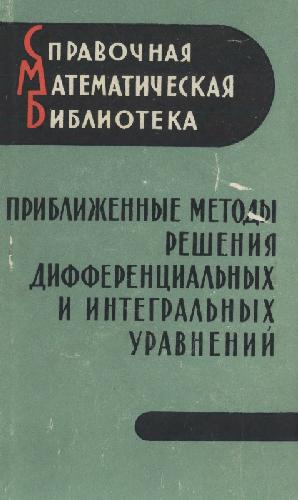 СПРАВОЧНАЯ
МАТЕМАТИЧЕСКАЯ
БИБЛИОТЕКА
ПРИБЛИЖЕННЫЕ МЕТОДЫ
РЕШЕНИЯ
ДИФФЕРЕНЦИАЛЬНЫХ
И ИНТЕГРАЛЬНЫХ
УРАВНЕНИЙ